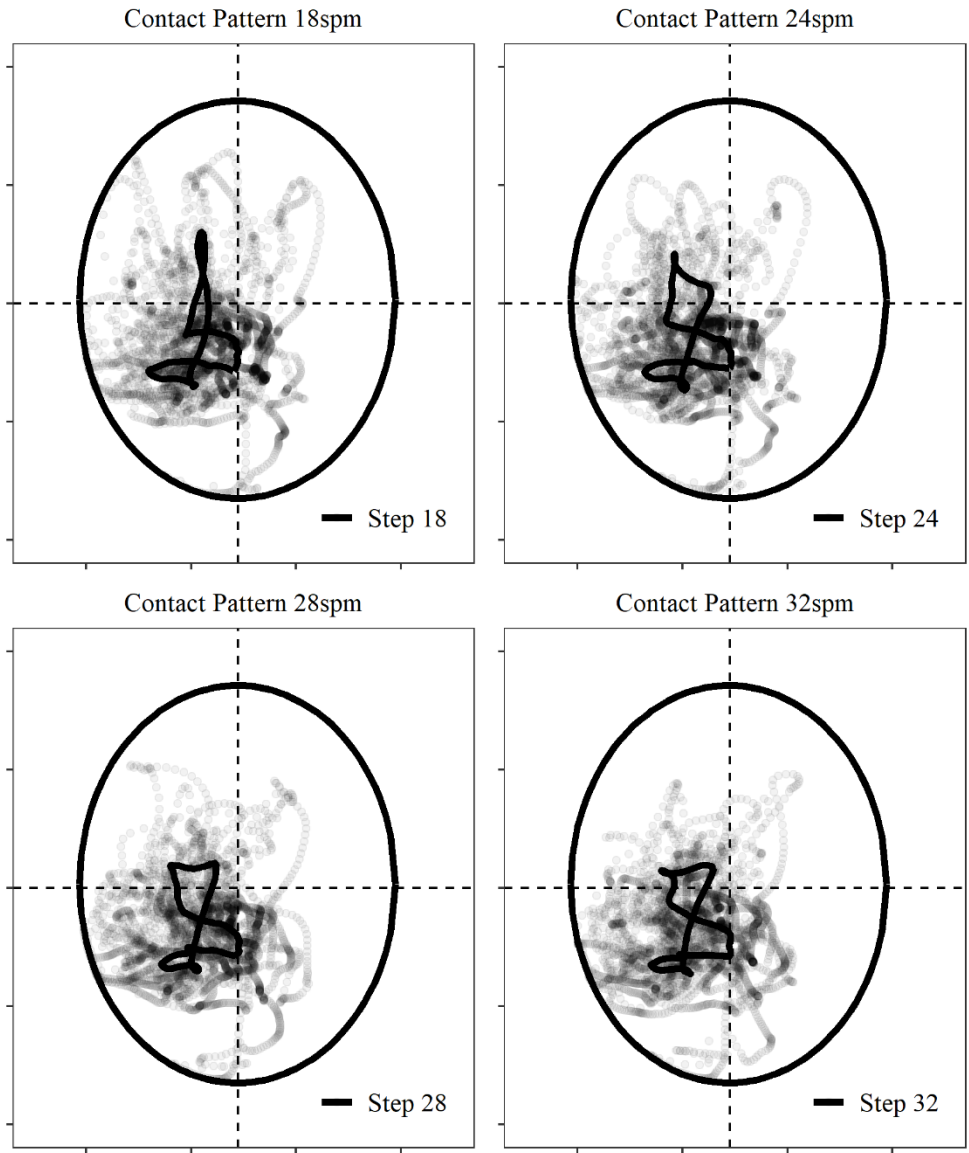 Contact Pattern 18spm
Contact Pattern 24spm
Step 18
Step 24
Contact Pattern 28spm
Contact Pattern 32spm
Step 28
Step 32